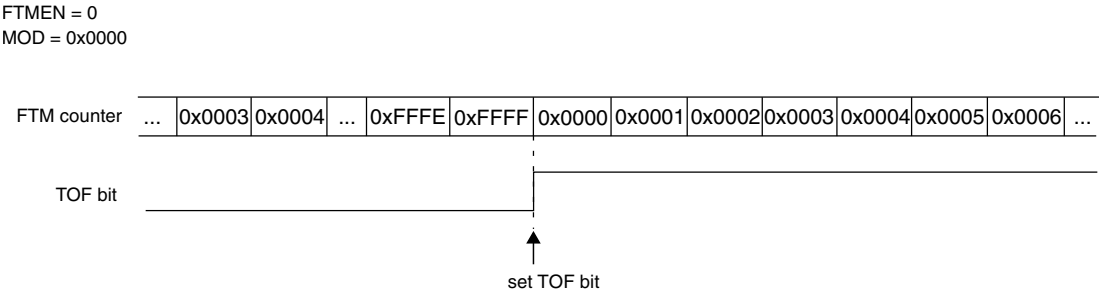 FTMEN = 0
MOD = 0x0000
FTM counter ... 0x0003 0x0004 ... 0xFFFE 0xFFFF 0x0000 0x0001 0x0002 0x0003 0x0004 0x0005 0x0006 ...
TOF bit
set TOF bit